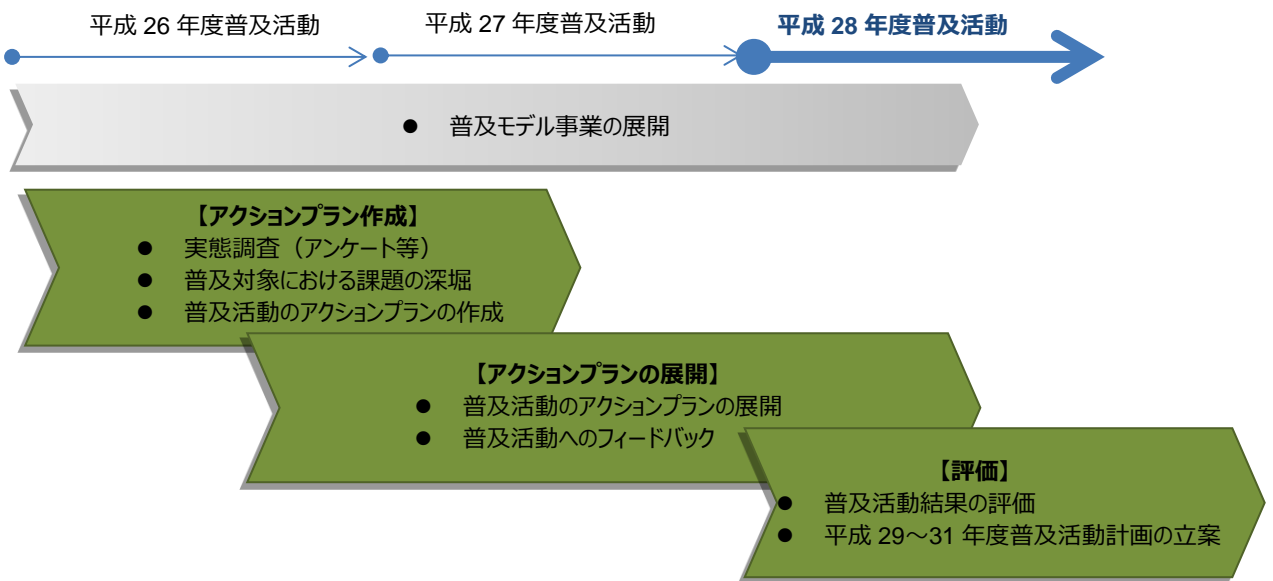 平成 26 年度普及活動
平成 27 年度普及活動
平成 28 年度普及活動
● 普及モデル事業の展開
【アクションプラン作成】
● 実態調査（アンケート等）
● 普及対象における課題の深堀
● 普及活動のアクションプランの作成
【アクションプランの展開】
● 普及活動のアクションプランの展開
● 普及活動へのフィードバック
【評価】
● 普及活動結果の評価
● 平成 29～31 年度普及活動計画の立案